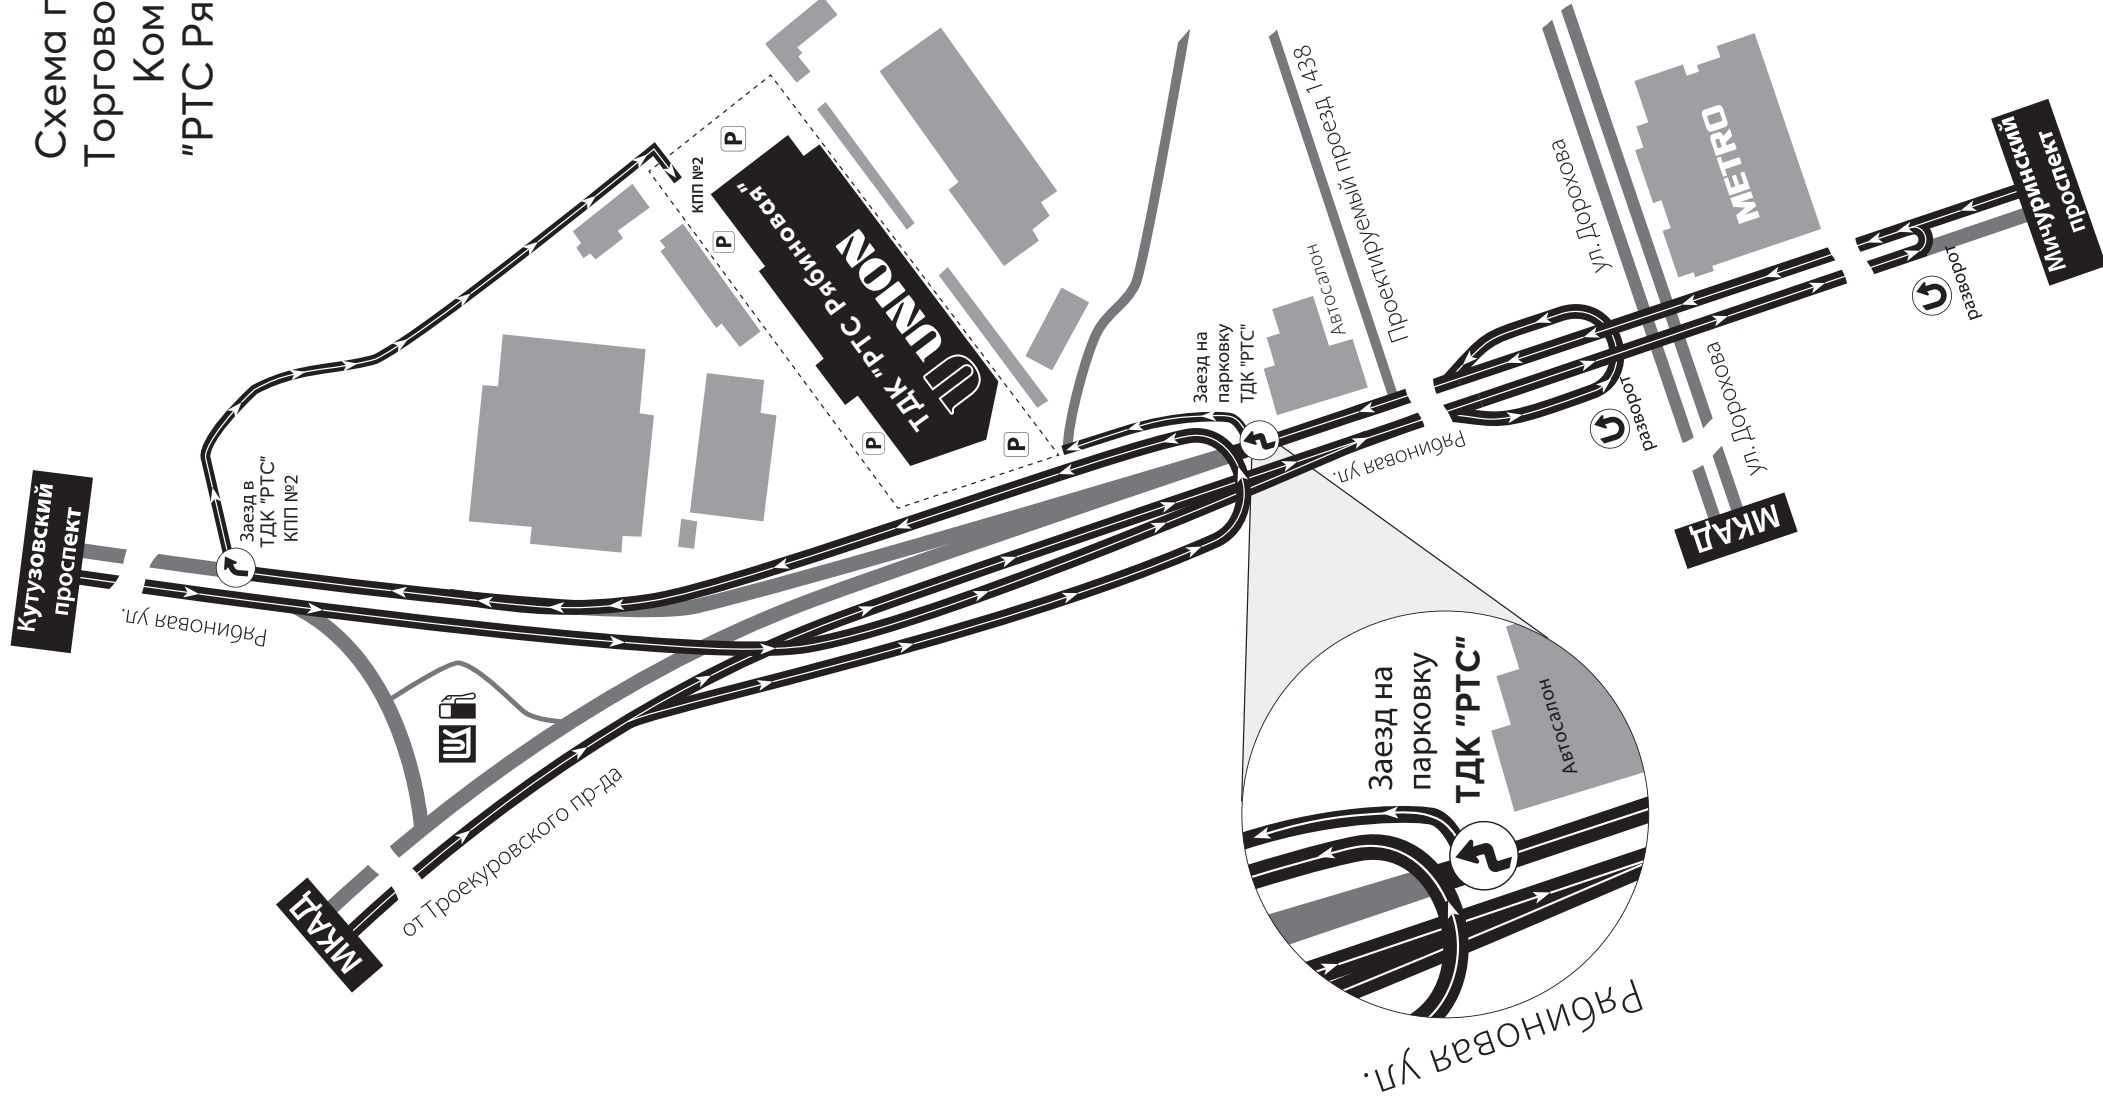 Схема п
Торгово
Ком
"РТС Ря
Кутузовский
проспект
Рябиновая ул.
Заезд в
ТДК "РТС"
КПП №2
КПП №2
P
P
P
P
ТДК "РТС Рябиновая"
U UNION
МКАД
от Троекуровского пр-да
Заезд на
парковку
ТДК "РТС"
Автосалон
Проектируемый проезд 1438
Рябиновая ул.
разворот
ул. Дорохова
ул. Дорохова
МКАД
METRO
разворот
Мичуринский
проспект
Заезд на
парковку
ТДК "РТС"
Автосалон
Рябиновая ул.